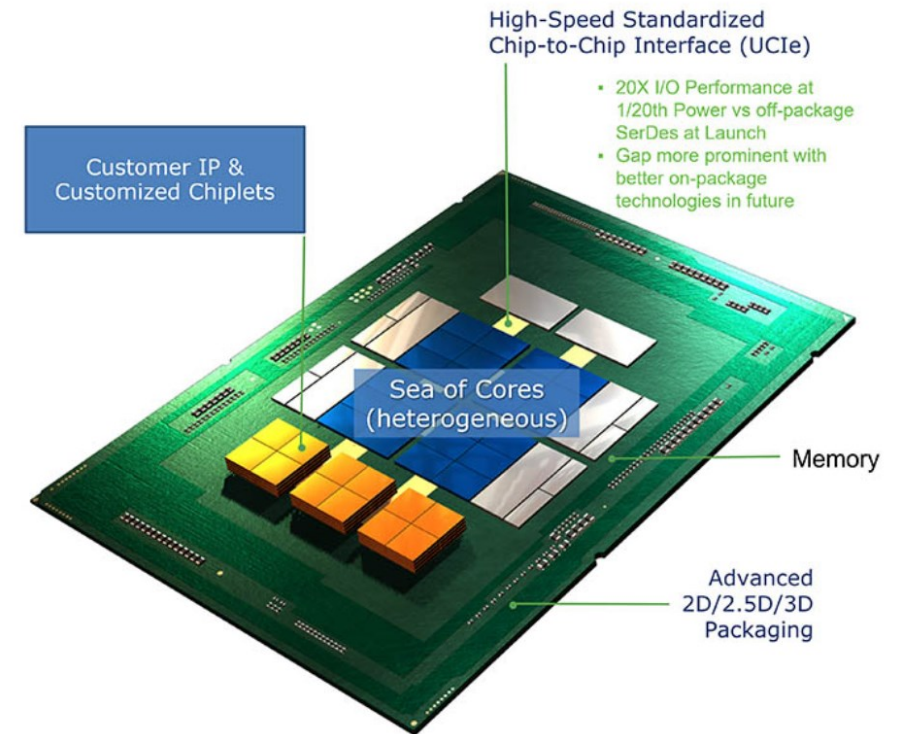 High-Speed Standardized
Chip-to-Chip Interface (UCIe)
▪ 20X I/O Performance at
1/20th Power vs off-package
SerDes at Launch
▪ Gap more prominent with
better on-package
technologies in future
Customer IP &
Customized Chiplets
Sea of Cores
(heterogeneous)
Memory
Advanced
2D/2.5D/3D
Packaging